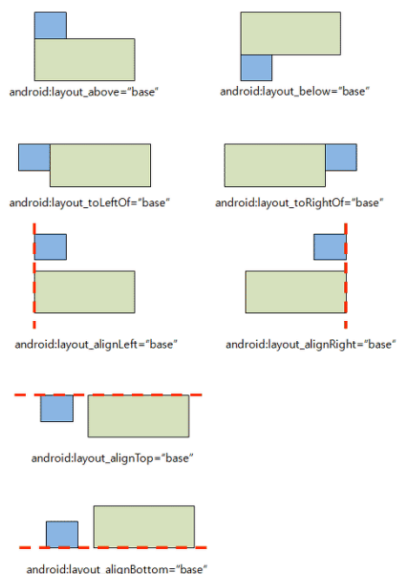 android:layout_above="base"
android:layout_below="base"
android:layout_toLeftOf="base"
android:layout_toRightOf="base"
android:layout_alignLeft="base"
android:layout_alignRight="base"
android:layout_alignTop="base"
android:layout_alignBottom="base"